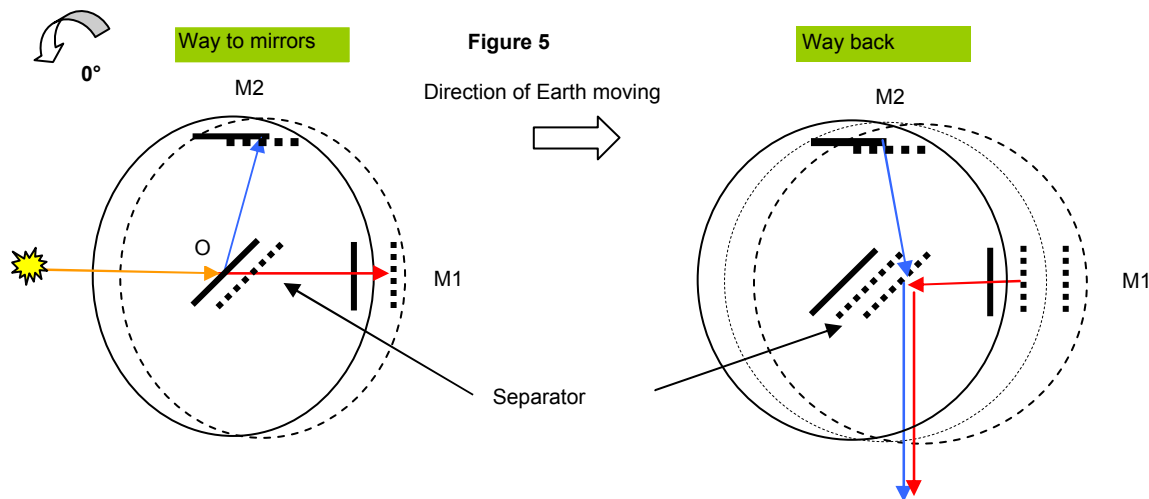 Way to mirrors
Figure 5
Way back
0°
M2
Direction of Earth moving
M2
O
M1
M1
Separator